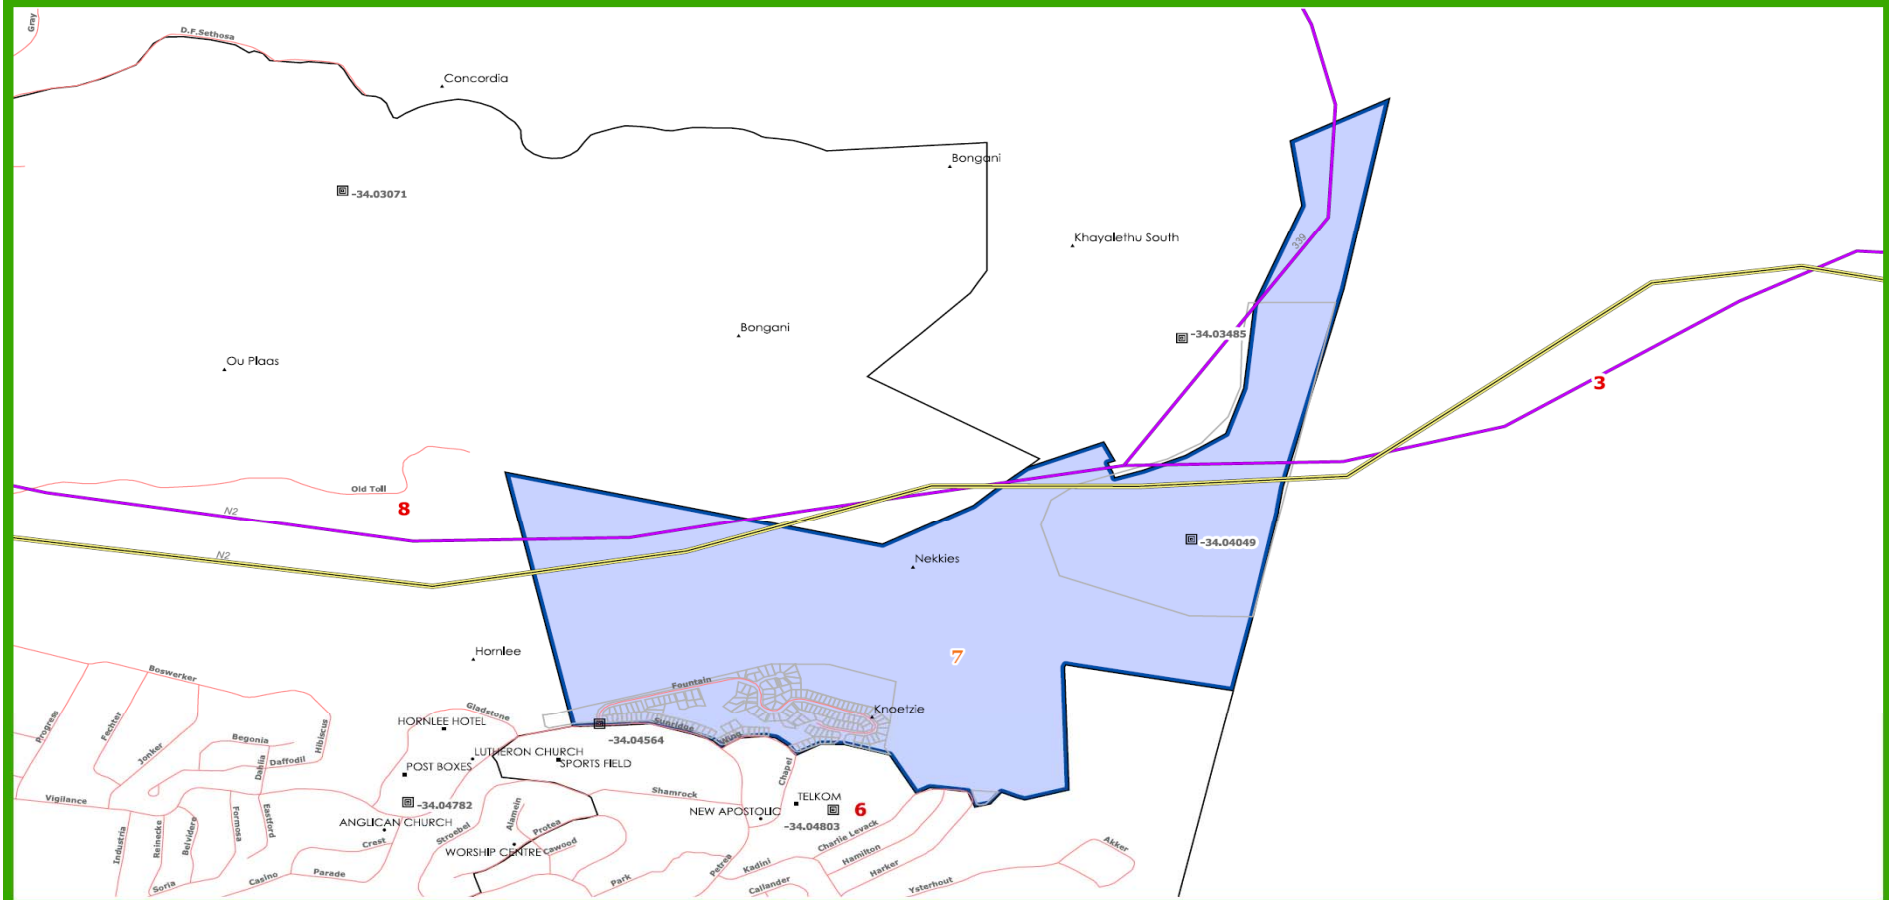 Gray
D.F.Sethosa
Concordia
Bongani
-34.03071
Khayalethu South
339
Bongani
-34.03485
Ou Plaas
3
Old Toll
8
N2
N2
-34.04049
Nekkies
Hornlee
7
Boswerker
Fountain
Knoetzie
Gladstone
HORNLEE HOTEL
Sunridge
Wing
-34.04564
Progress
Fechter
Jonker
Begonia
Hibiscus
Daffodil
Dahlia
LUTHERON CHURCH
SPORTS FIELD
POST BOXES
Chapel
Vigilance
-34.04782
Shamrock
TELKOM
6
NEW APOSTOLIC
-34.04803
ANGLICAN CHURCH
Industria
Reinecke
Belvidere
Formosa
Eastford
Stroebel
Alamein
Protea
Crest
WORSHIP CENTRE
Cawood
Charlie Levack
Hamilton
Harker
Akker
Petrea
Kadini
Soria
Casino
Parade
Park
Callander
Ysterhout